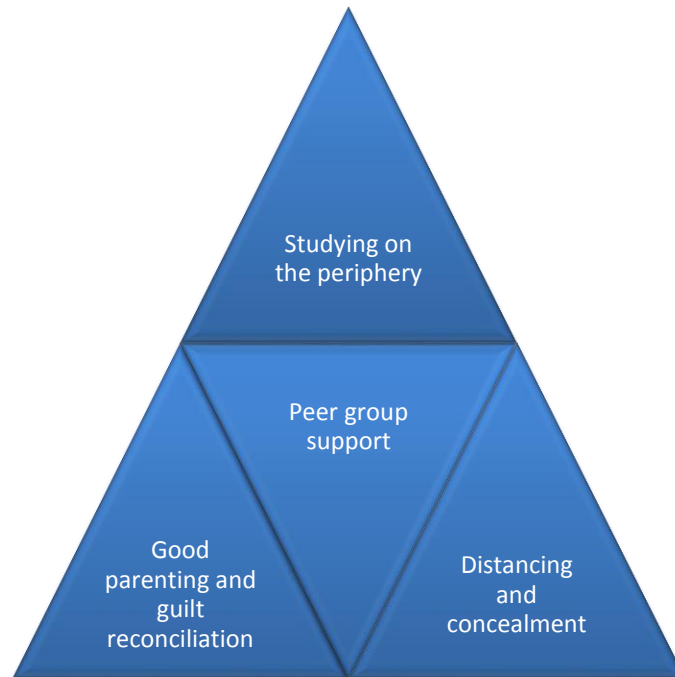 Studying on
the periphery
Peer group
support
Good
parenting and
guilt
reconciliation
Distancing
and
concealment